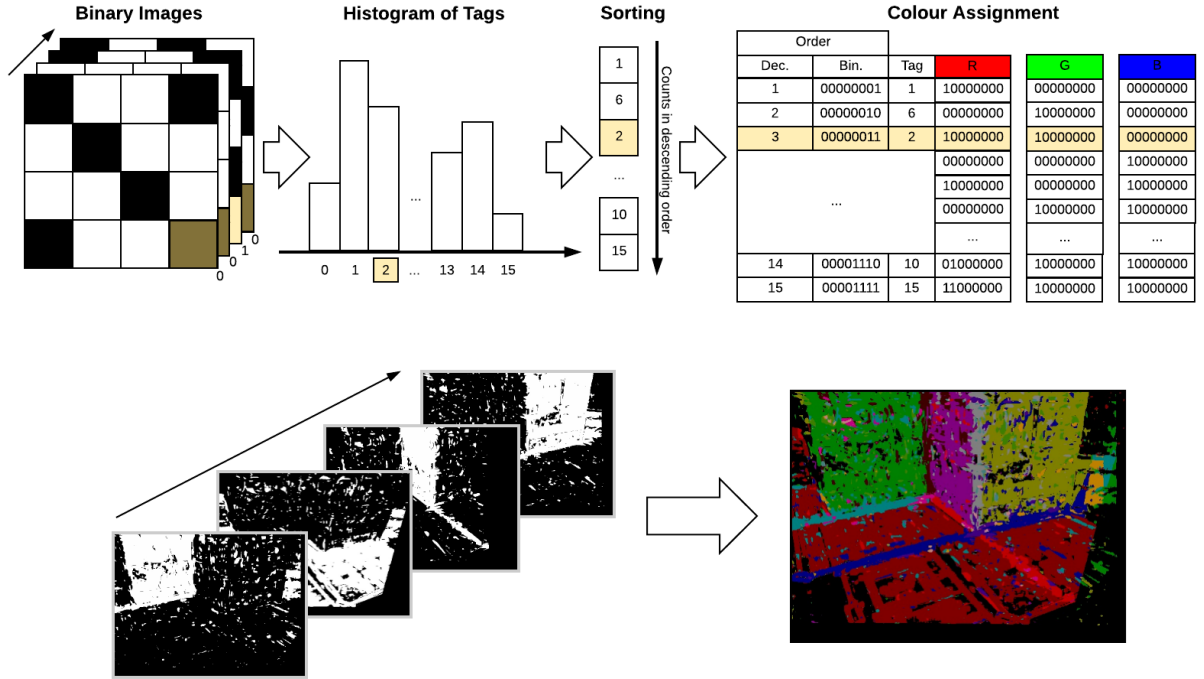 Binary Images
Histogram of Tags
Sorting
Colour Assignment
0
0
1
0
0 1 2 ... 13 14 15
...
1
6
2
...
10
15
Counts in descending order
Order
Dec. Bin. Tag R G B
1 00000001 1 10000000 00000000 00000000
2 00000010 6 00000000 10000000 00000000
3 00000011 2 10000000 10000000 00000000
00000000 00000000 10000000
10000000 00000000 10000000
...
00000000 10000000 10000000
... ... ...
14 00001110 10 01000000 10000000 10000000
15 00001111 15 11000000 10000000 10000000